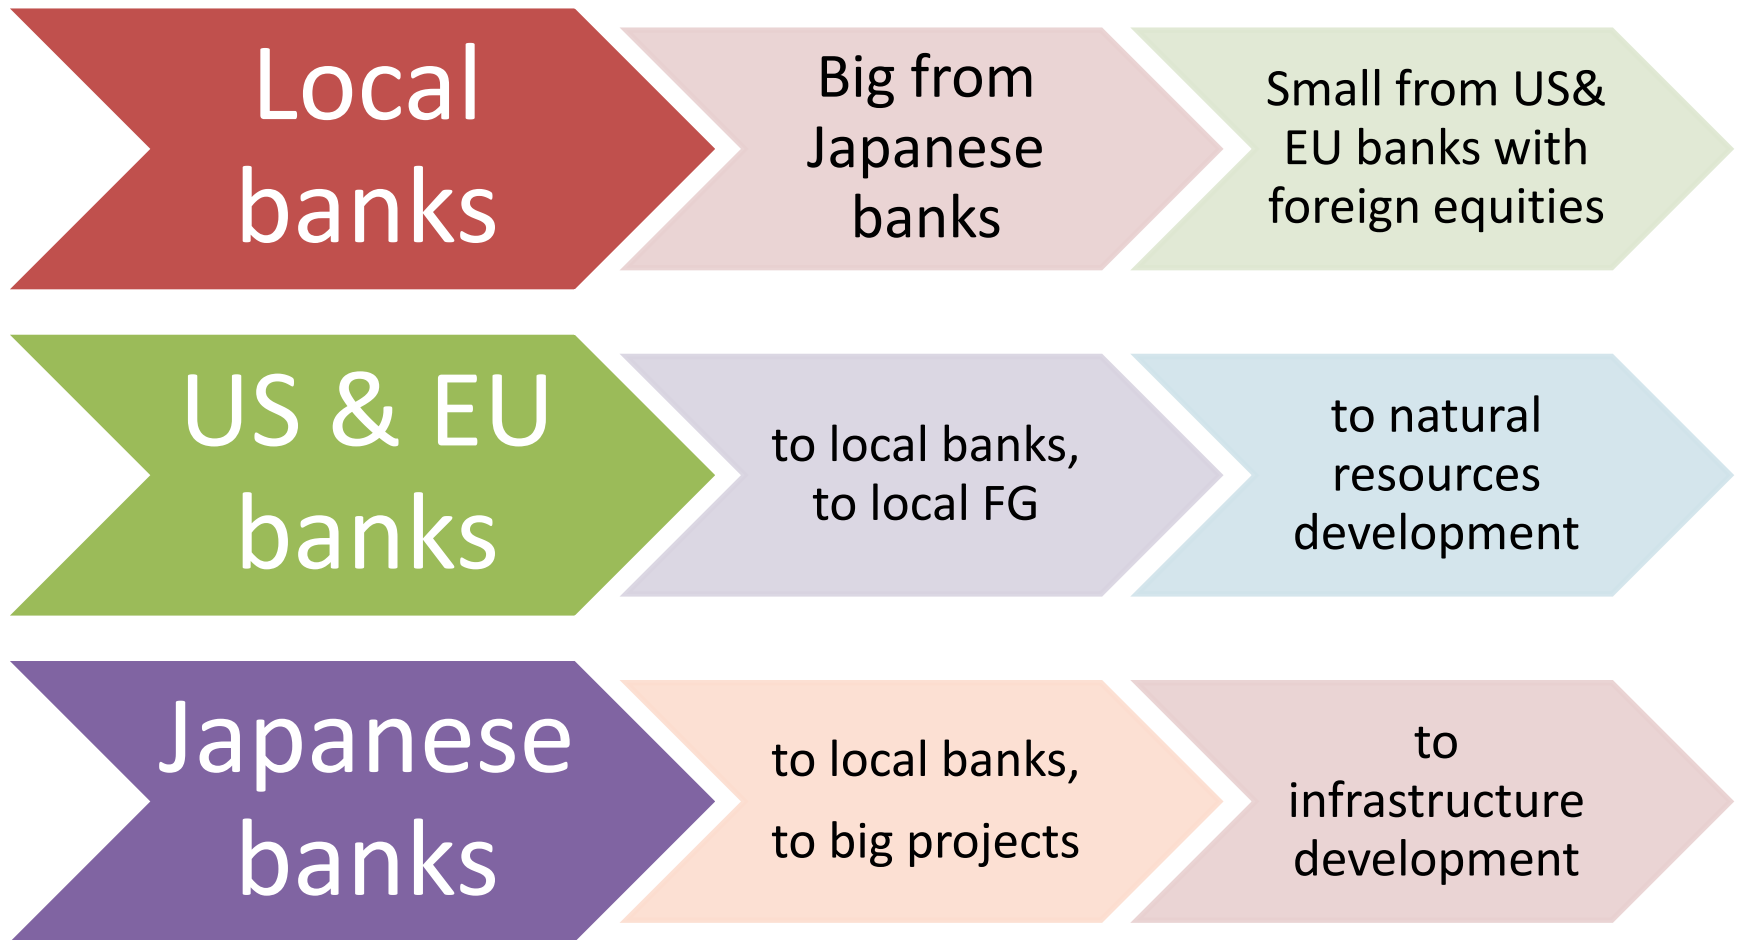 Local
banks
Big from
Japanese
banks
Small from US&
EU banks with
foreign equities
US & EU
banks
to local banks,
to local FG
to natural
resources
development
Japanese
banks
to local banks,
to big projects
to
infrastructure
development